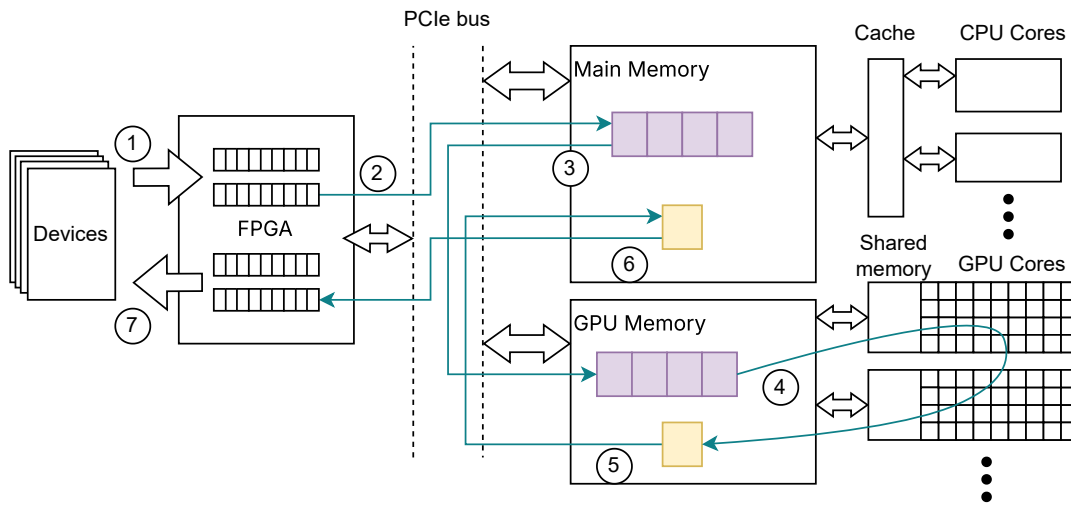 PCIe bus
Cache
CPU Cores
Main Memory
1
2
3
Devices
FPGA
6
7
Shared
memory
GPU Cores
GPU Memory
4
5